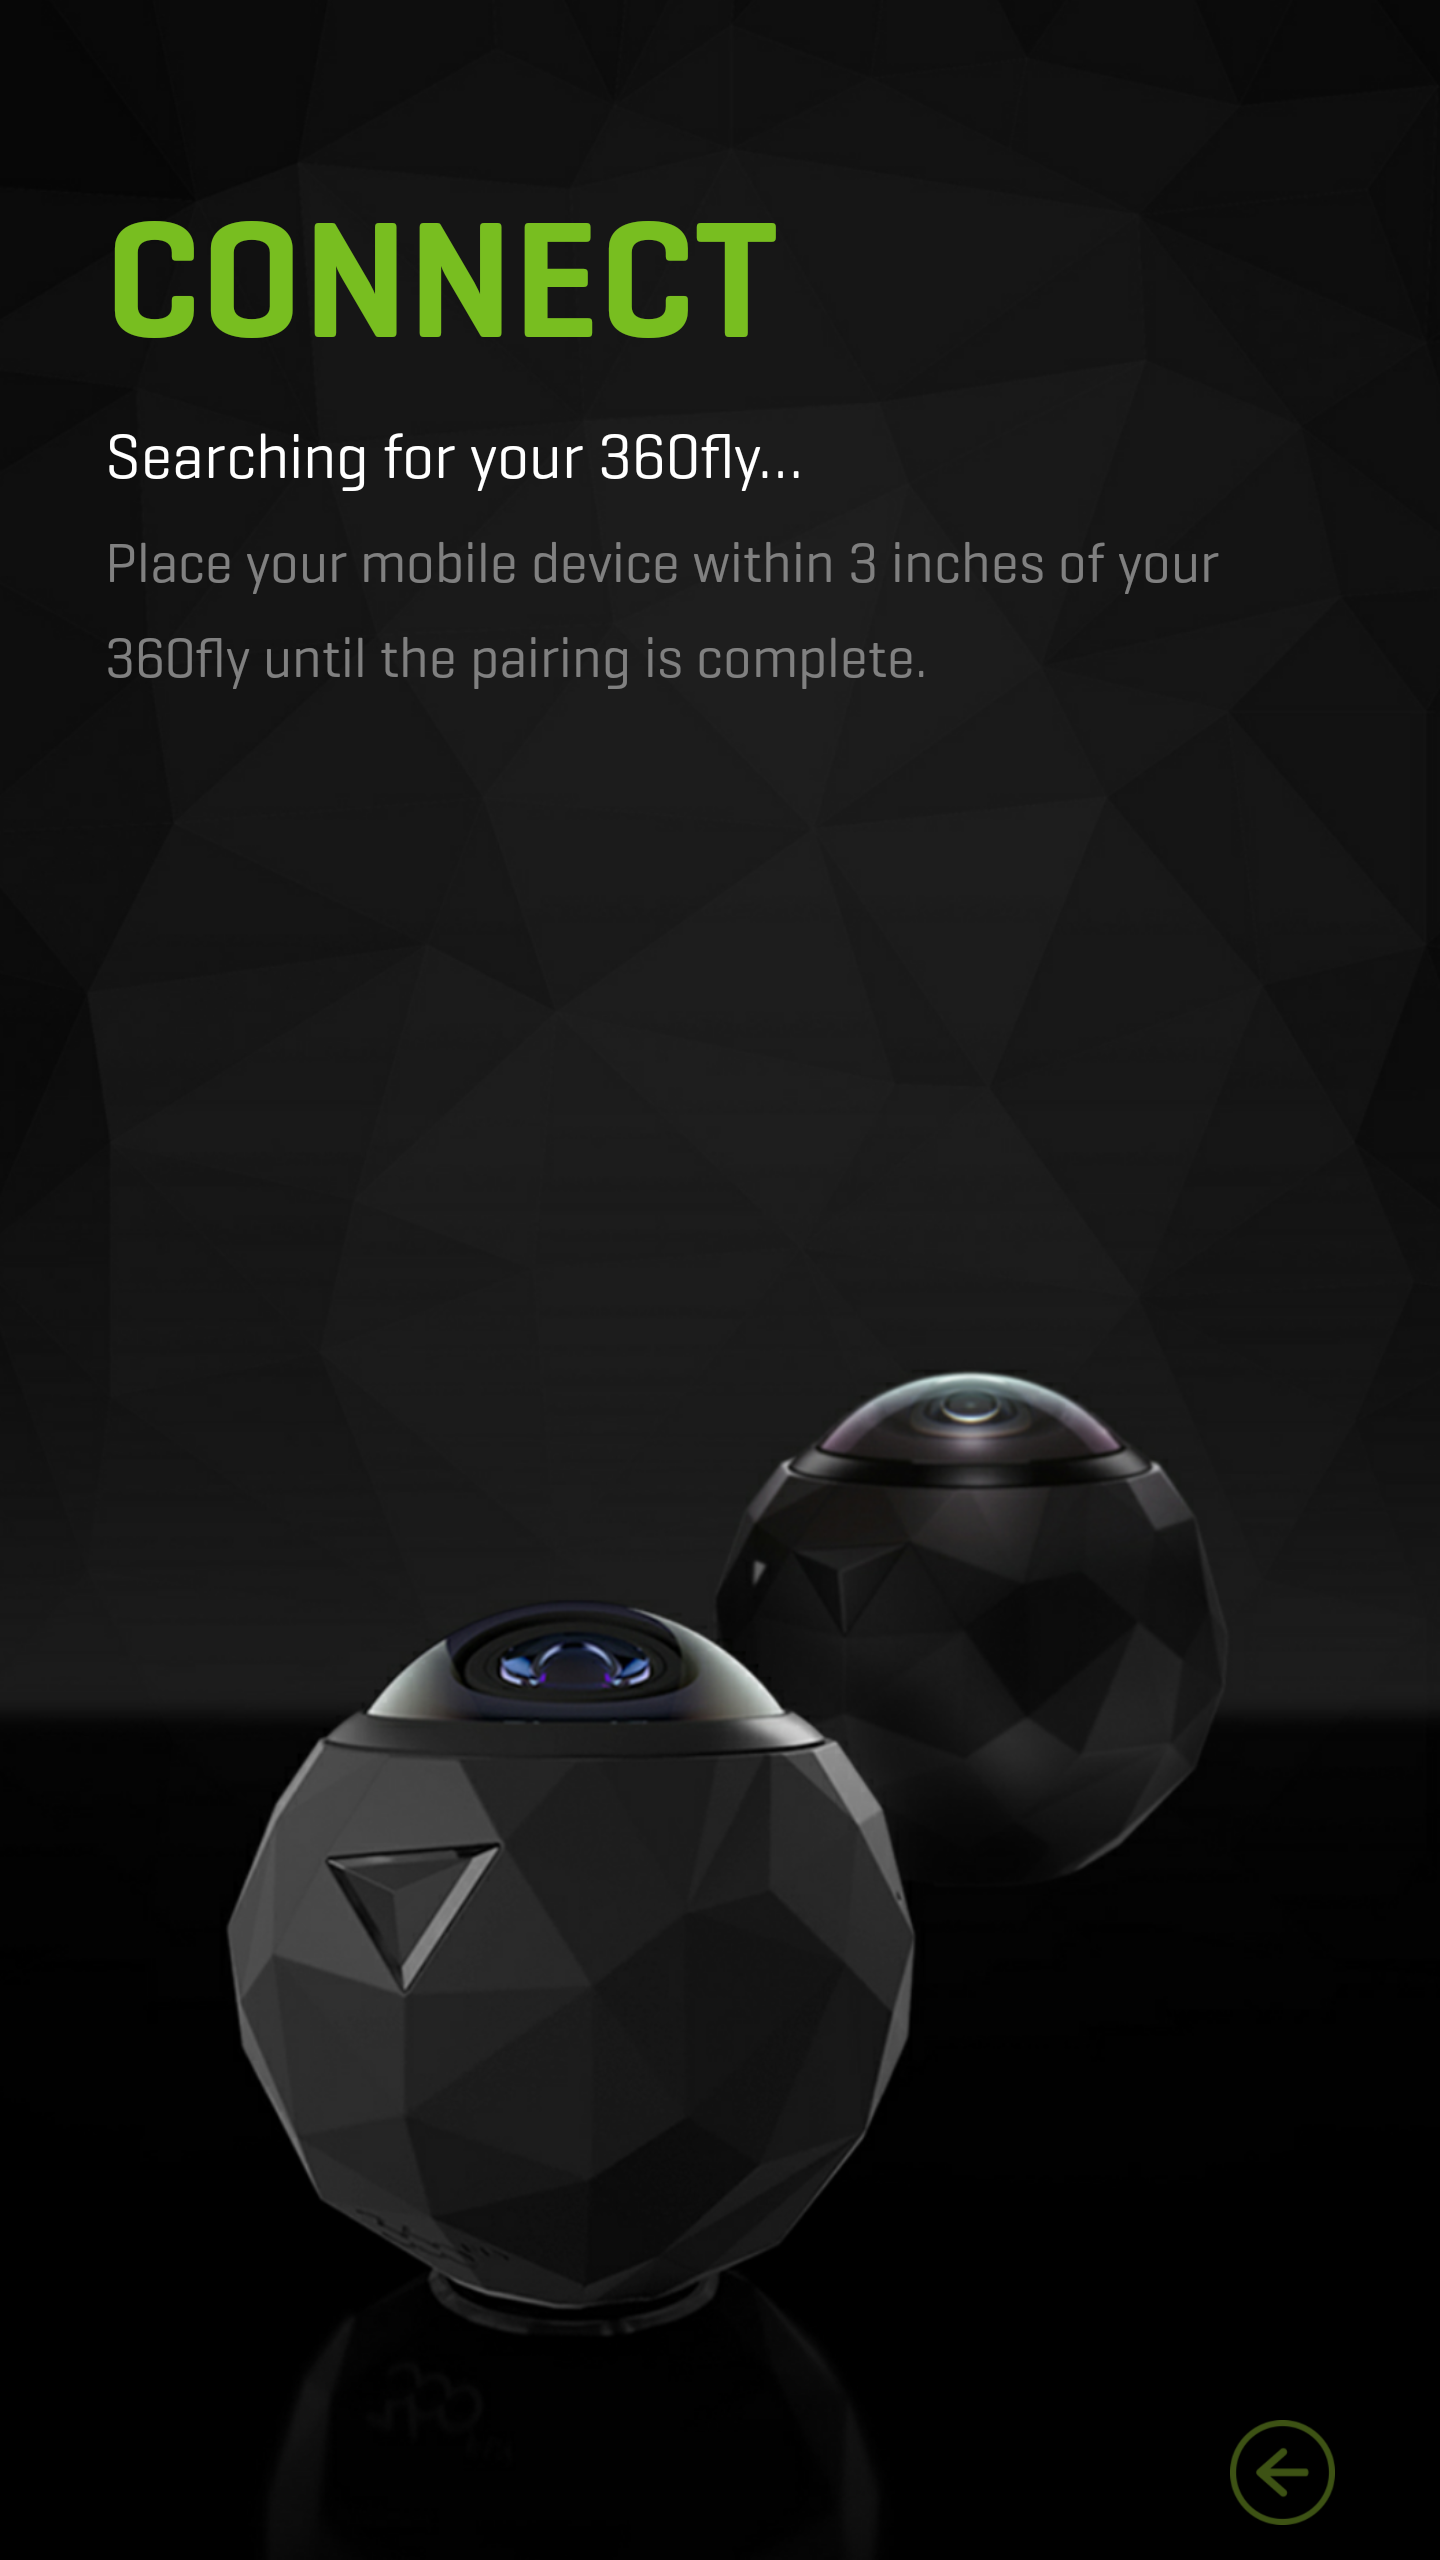 CONNECT
Searching for your 360fly...
Place your mobile device within 3 inches of your
360fly until the pairing is complete.